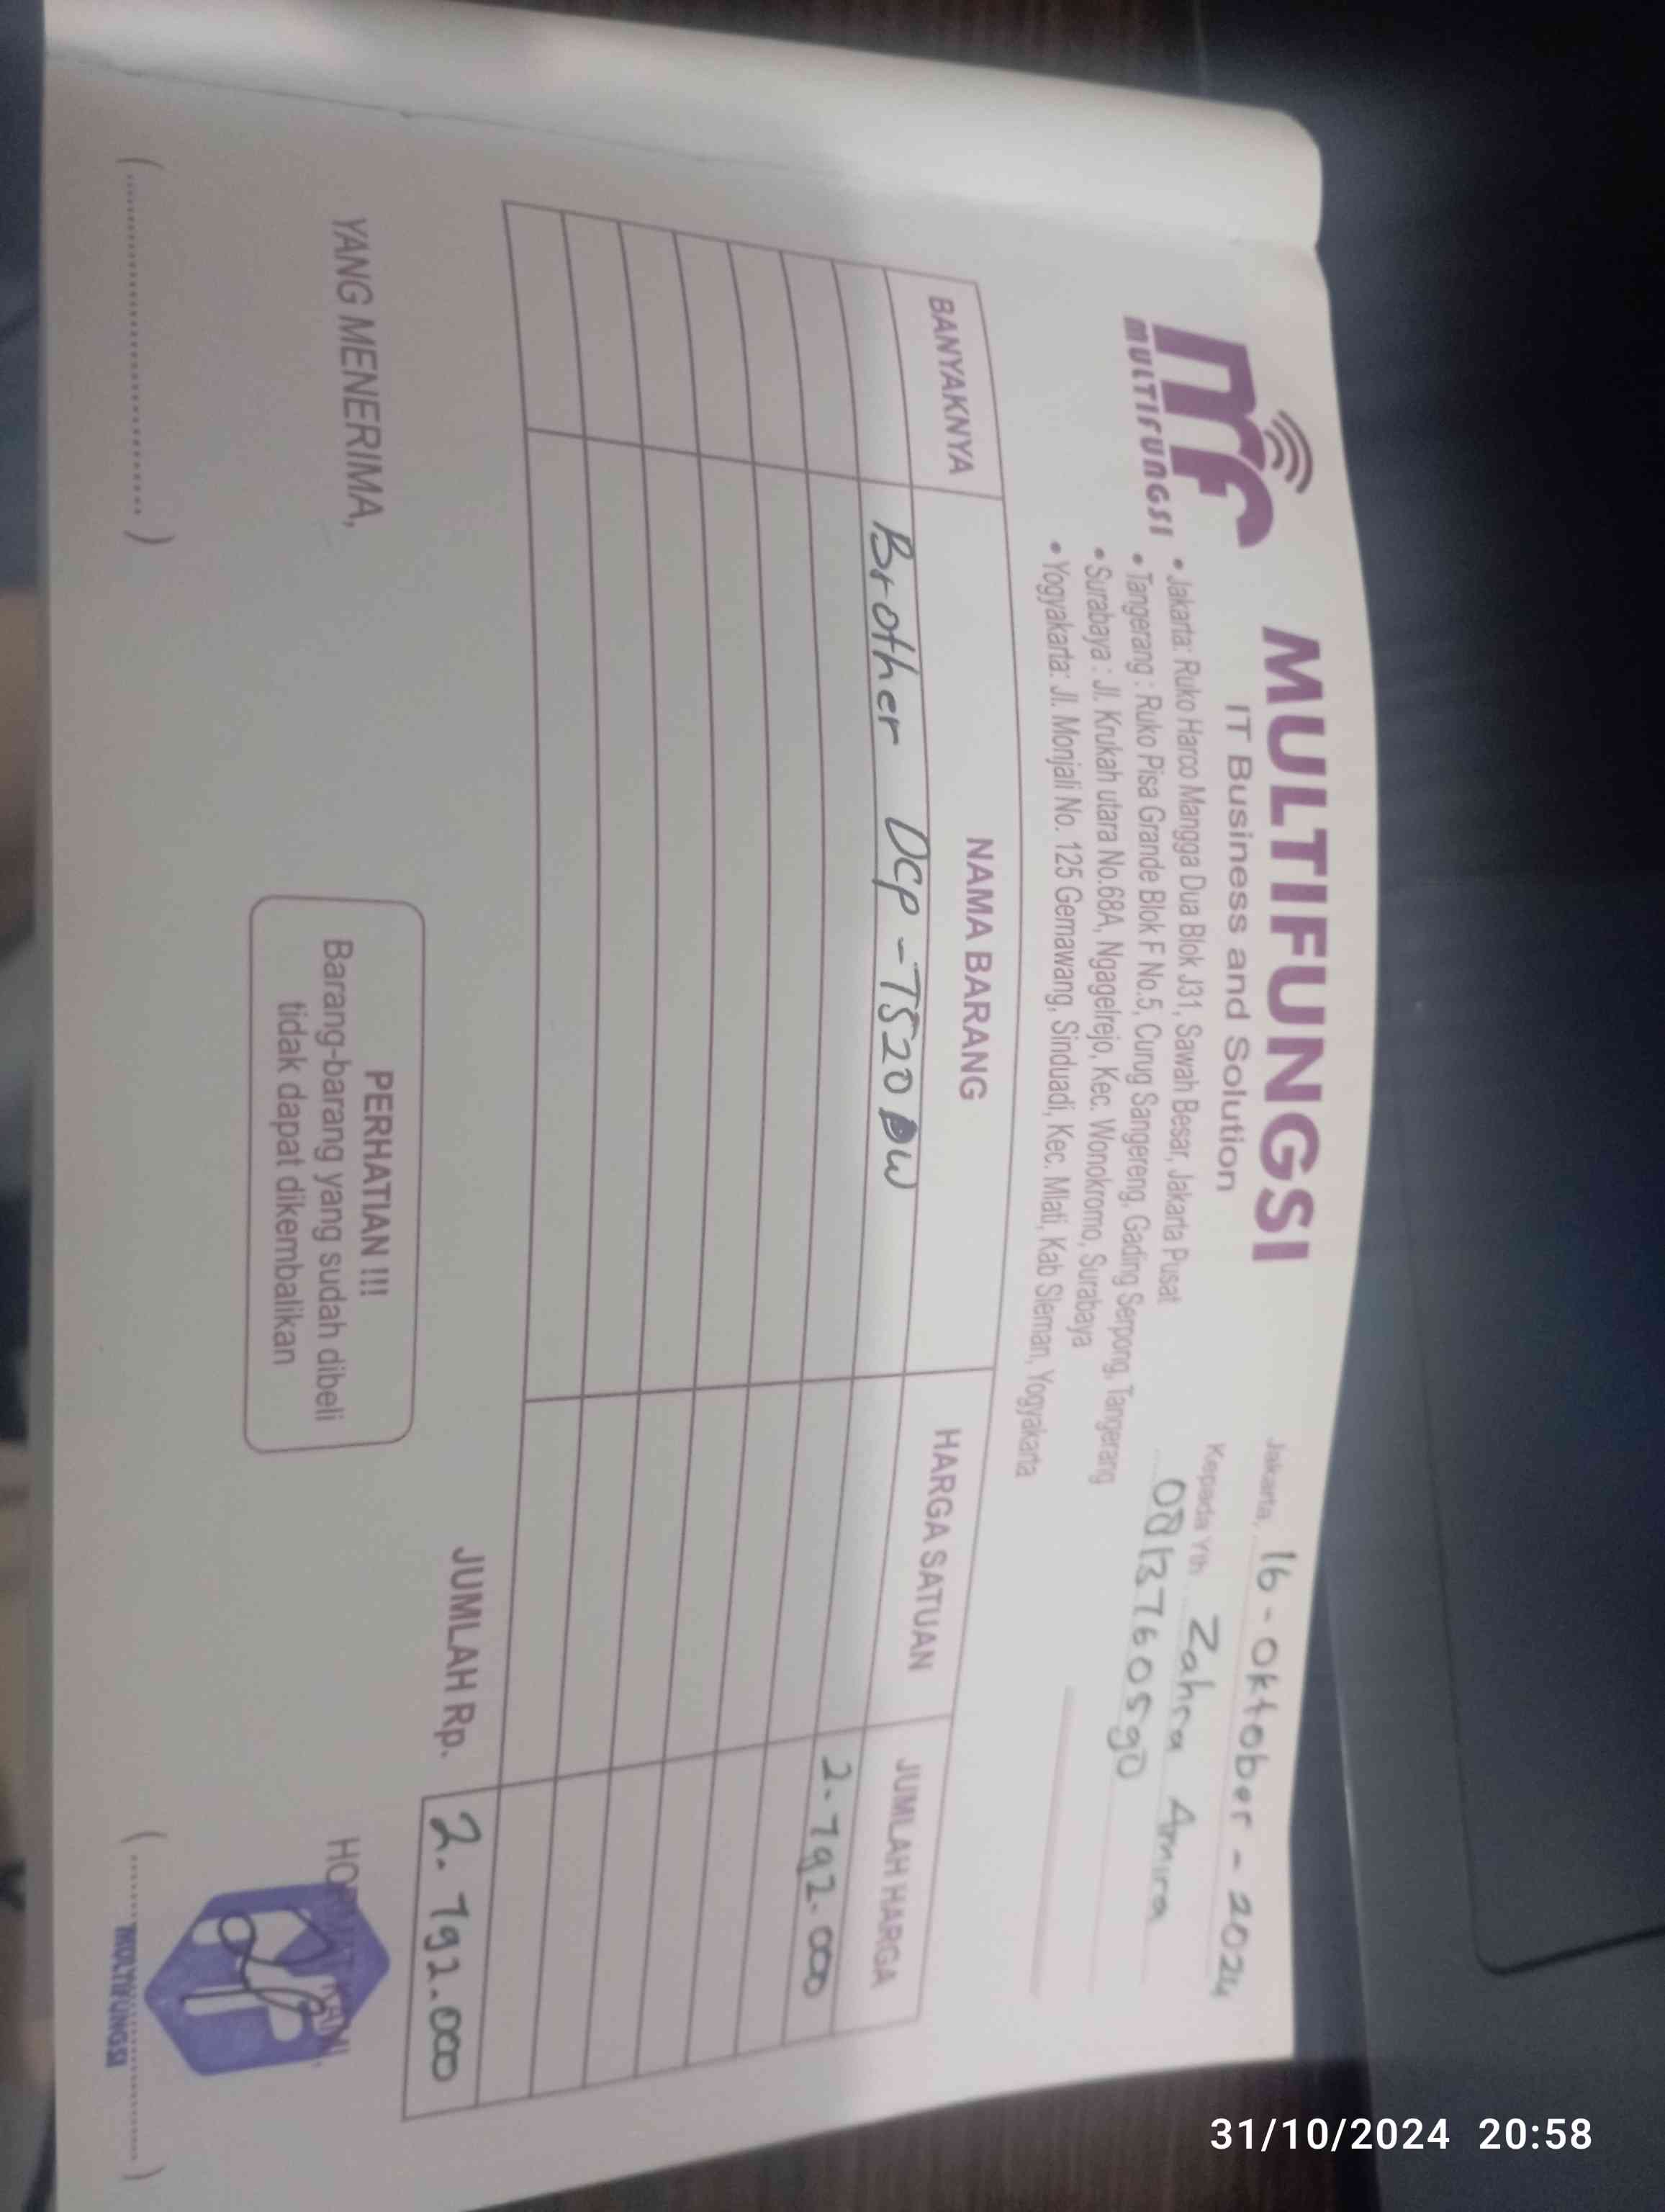 MULTIFUNGSI
MULTIFUNGSI
IT Business and Solution
• Jakarta: Ruko Harco Mangga Dua Blok J31, Sawah Besar, Jakarta Pusat
• Tangerang : Ruko Pisa Grande Blok F No.5, Curug Sangereng, Gading Serpong, Tangerang
• Surabaya : Jl. Krukah utara No.68A, Ngagelrejo, Kec. Wonokromo, Surabaya
• Yogyakarta: Jl. Monjali No. 125 Gemawang, Sinduadi, Kec. Mlati, Kab Sleman, Yogyakarta
Jakarta, 16 - Oktober - 2024
Kepada Yth Zahra Amira
08137660590
BANYAKNYA NAMA BARANG HARGA SATUAN JUMLAH HARGA
Brother DCP - T520 DW 2.792.000
JUMLAH Rp. 2.792.000
YANG MENERIMA,
PERHATIAN !!!
Barang-barang yang sudah dibeli
tidak dapat dikembalikan
HORMAT KAMI,
MULTIFUNGSI
31/10/2024 20:58